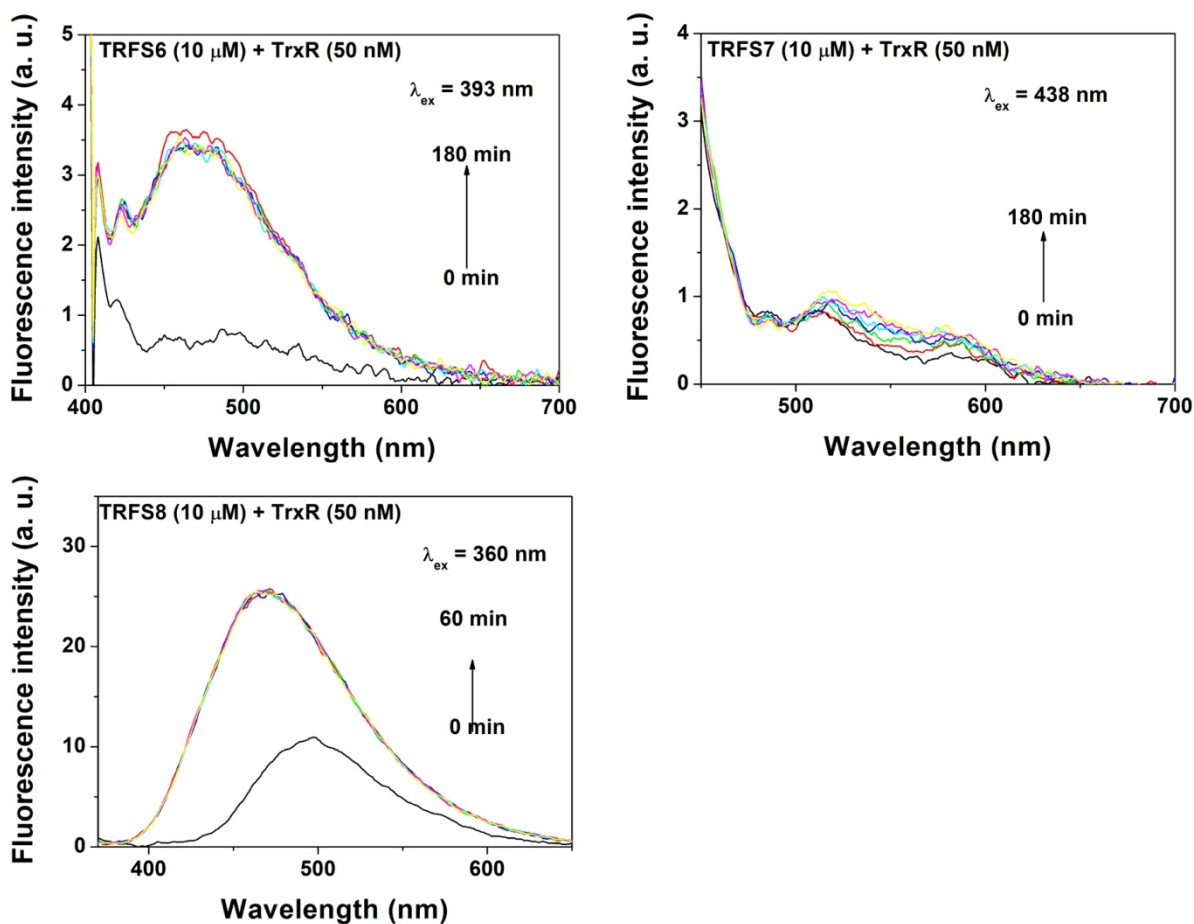 TRFS6 (10 μM) + TrxR (50 nM)
λex = 393 nm
180 min
0 min
Fluorescence intensity (a. u.)
5
4
3
2
1
0
400 500 600 700
Wavelength (nm)
TRFS7 (10 μM) + TrxR (50 nM)
λex = 438 nm
180 min
0 min
Fluorescence intensity (a. u.)
4
3
2
1
0
500 600 700
Wavelength (nm)
TRFS8 (10 μM) + TrxR (50 nM)
λex = 360 nm
60 min
0 min
Fluorescence intensity (a. u.)
30
20
10
0
400 500 600
Wavelength (nm)